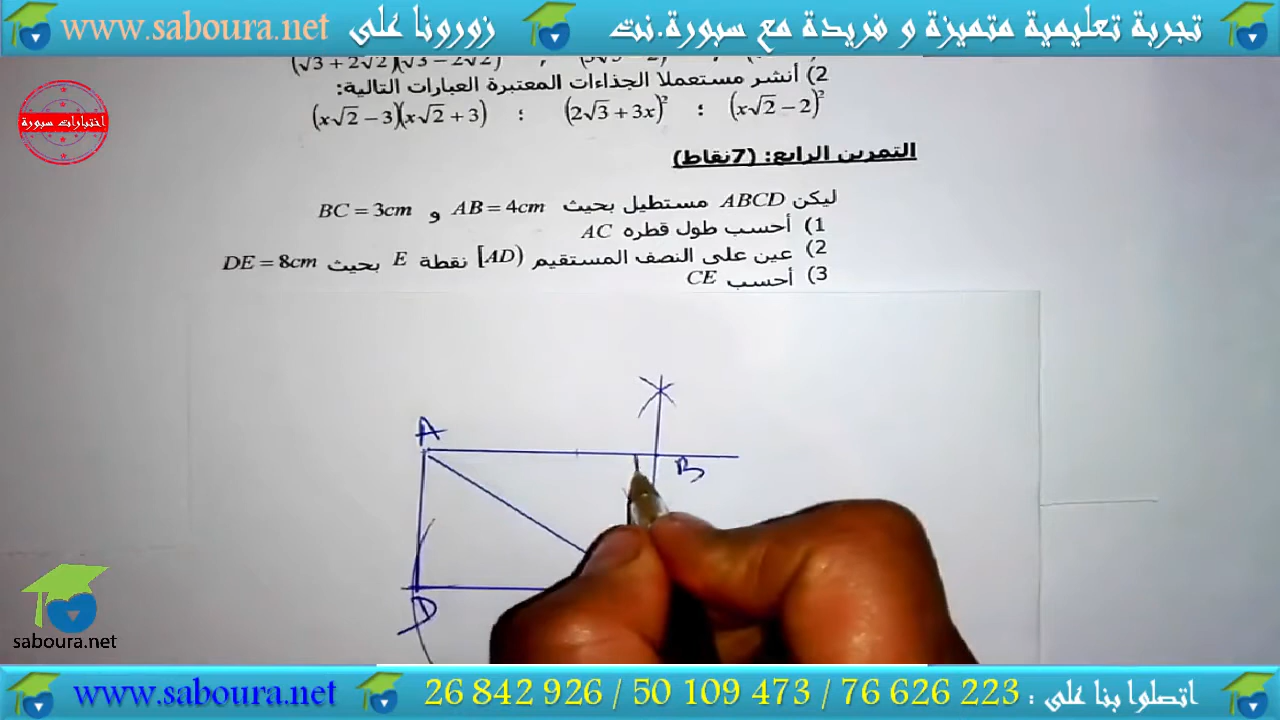 تجربة تعليمية متميزة و فريدة مع سبورة.نت زورونا على www.saboura.net
اختبارات سبورة
2) أنشر مستعملا الجذاءات المعتبرة العبارات التالية:
(x√2 − 2)² ؛ (2√3 + 3x)² ؛ (x√2 − 3)(x√2 + 3)
التمرين الرابع: (7نقاط)
ليكن ABCD مستطيل بحيث AB = 4cm و BC = 3cm
1) أحسب طول قطره AC
2) عين على النصف المستقيم [AD) نقطة E بحيث DE = 8cm
3) أحسب CE
A
B
D
saboura.net
اتصلوا بنا على : 26 842 926 / 50 109 473 / 76 626 223 www.saboura.net